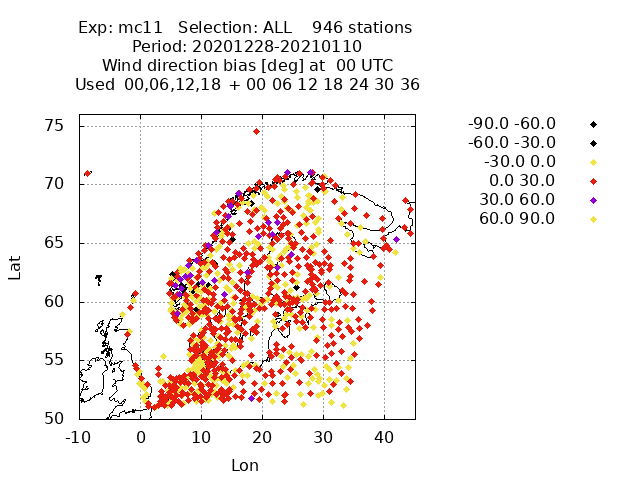 Exp: mc11 Selection: ALL 946 stations
Period: 20201228-20210110
Wind direction bias [deg] at 00 UTC
Used 00,06,12,18 + 00 06 12 18 24 30 36
-90.0 -60.0
-60.0 -30.0
-30.0 0.0
0.0 30.0
30.0 60.0
60.0 90.0
75
70
65
60
55
50
Lat
-10 0 10 20 30 40
Lon